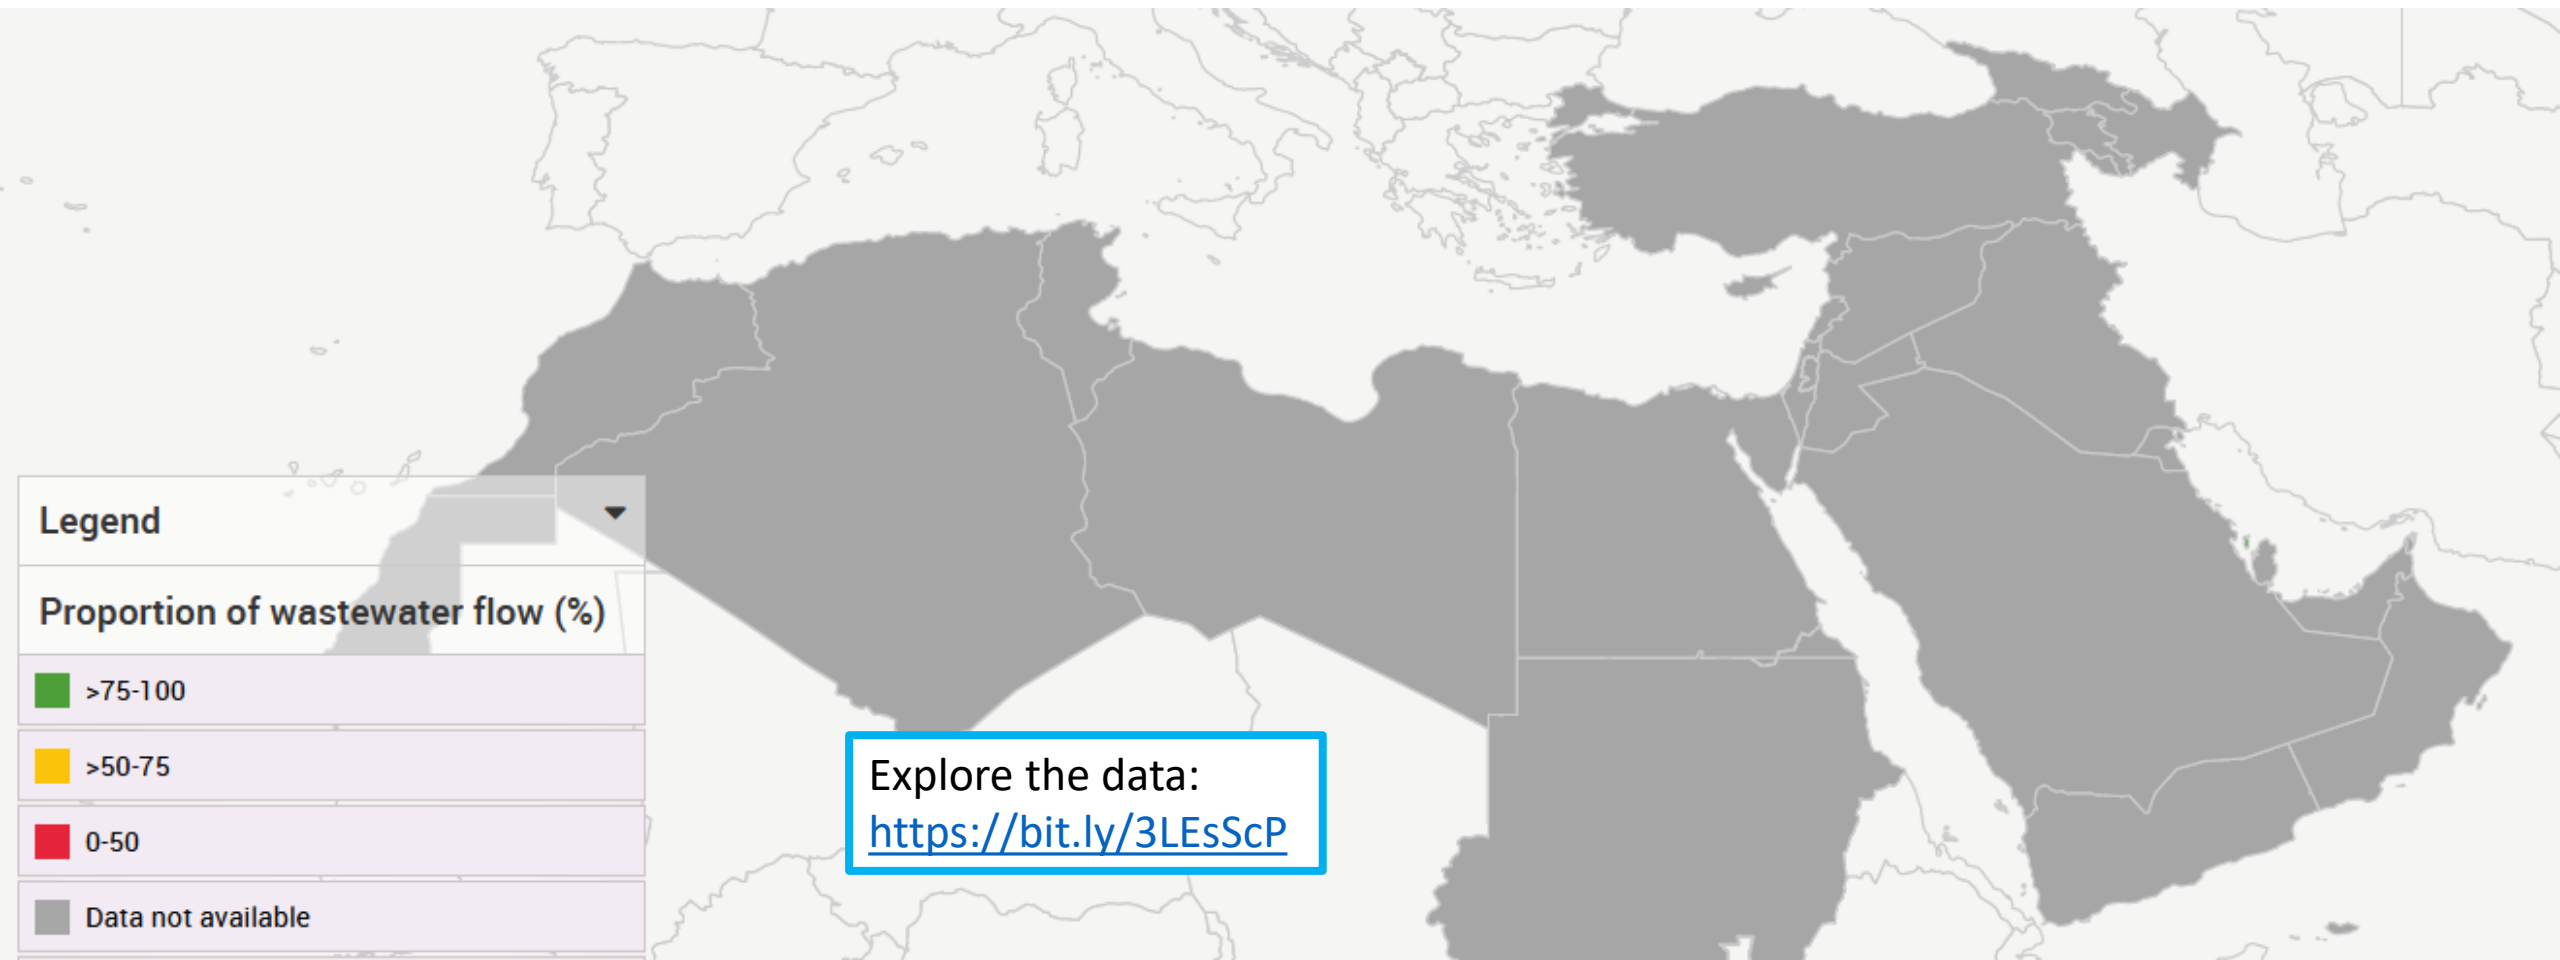 Legend
Proportion of wastewater flow (%)
>75-100
>50-75
0-50
Data not available
Explore the data:
https://bit.ly/3LEsScP